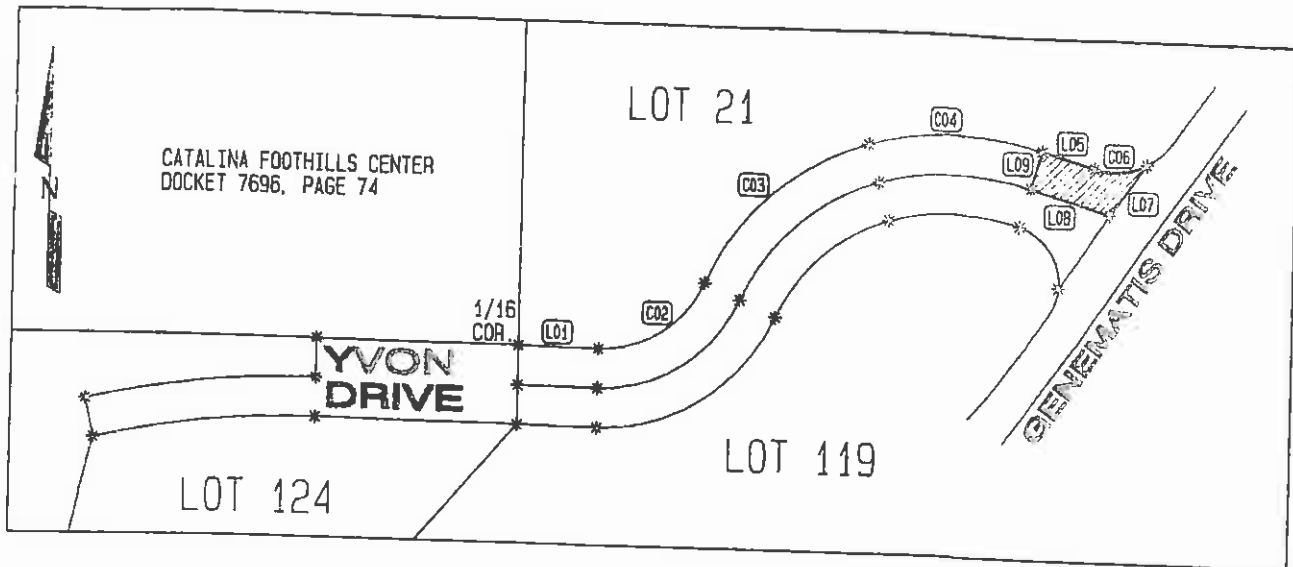 LOT 21
C04
L05
C06
CATALINA FOOTHILLS CENTER
DOCKET 7696, PAGE 74
N
L09
C03
L07
L08
1/16
COR
L01
C02
YVON
DRIVE
GENEMATIS DRIVE
LOT 119
LOT 124